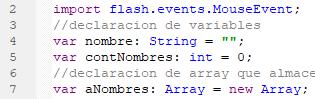 2 import flash.events.MouseEvent;
3 //declaracion de variables
4 var nombre: String = "";
5 var contNombres: int = 0;
6 //declaracion de array que almace
7 var aNombres: Array = new Array;